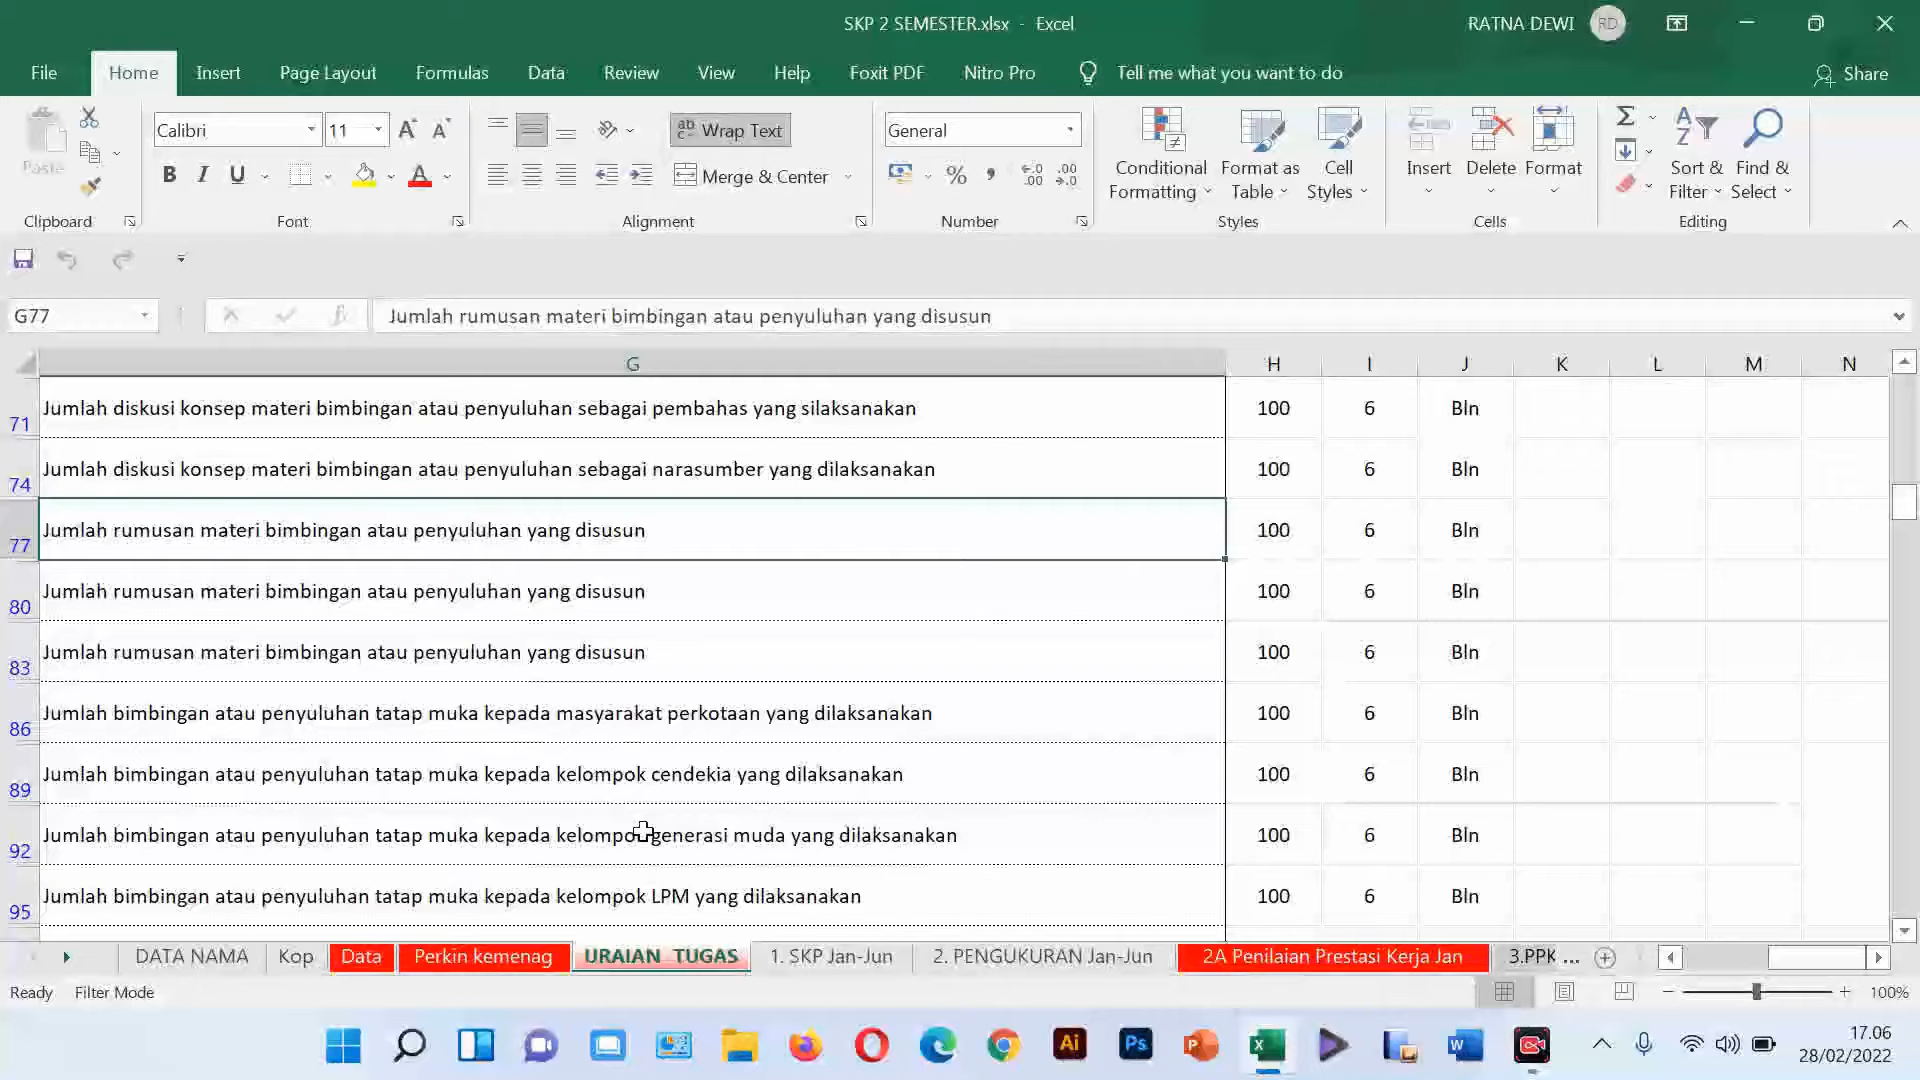 SKP 2 SEMESTER.xlsx - Excel
RATNA DEWI RD
File Home Insert Page Layout Formulas Data Review View Help Foxit PDF Nitro Pro Tell me what you want to do Share
Calibri 11 Wrap Text General
Paste B I U A Merge & Center % Conditional Formatting Format as Table Cell Styles Insert Delete Format Sort & Filter Find & Select
Clipboard Font Alignment Number Styles Cells Editing
G77 Jumlah rumusan materi bimbingan atau penyuluhan yang disusun
G H I J K L M N
71 Jumlah diskusi konsep materi bimbingan atau penyuluhan sebagai pembahas yang silaksanakan 100 6 Bln
74 Jumlah diskusi konsep materi bimbingan atau penyuluhan sebagai narasumber yang dilaksanakan 100 6 Bln
77 Jumlah rumusan materi bimbingan atau penyuluhan yang disusun 100 6 Bln
80 Jumlah rumusan materi bimbingan atau penyuluhan yang disusun 100 6 Bln
83 Jumlah rumusan materi bimbingan atau penyuluhan yang disusun 100 6 Bln
86 Jumlah bimbingan atau penyuluhan tatap muka kepada masyarakat perkotaan yang dilaksanakan 100 6 Bln
89 Jumlah bimbingan atau penyuluhan tatap muka kepada kelompok cendekia yang dilaksanakan 100 6 Bln
92 Jumlah bimbingan atau penyuluhan tatap muka kepada kelompok generasi muda yang dilaksanakan 100 6 Bln
95 Jumlah bimbingan atau penyuluhan tatap muka kepada kelompok LPM yang dilaksanakan 100 6 Bln
DATA NAMA Kop Data Perkin kemenag URAIAN TUGAS 1. SKP Jan-Jun 2. PENGUKURAN Jan-Jun 2A Penilaian Prestasi Kerja Jan 3.PPK ...
Ready Filter Mode 100%
17.06
28/02/2022